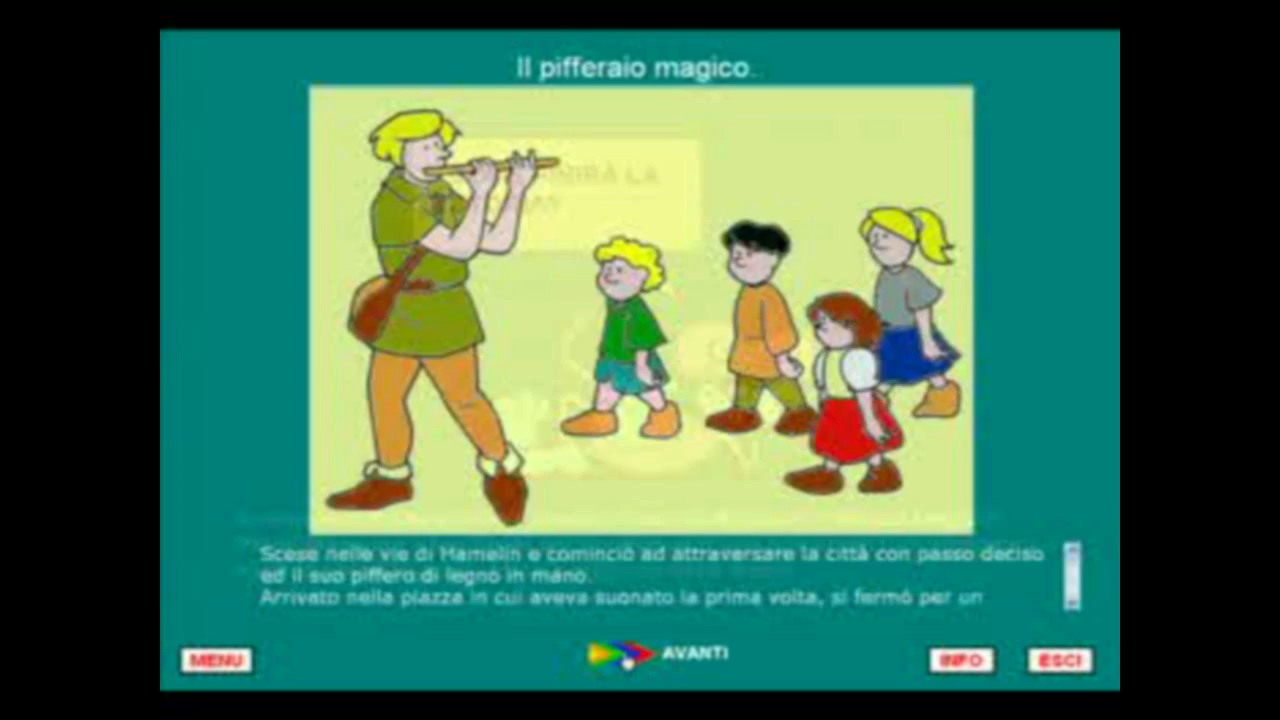 Il pifferaio magico.
NIRÀ LA
Scese nelle vie di Hamelin e cominciò ad attraversare la città con passo deciso
ed il suo piffero di legno in mano.
Arrivato nella piazza in cui aveva suonato la prima volta, si fermò per un
AVANTI
MENU
INFO
ESCI